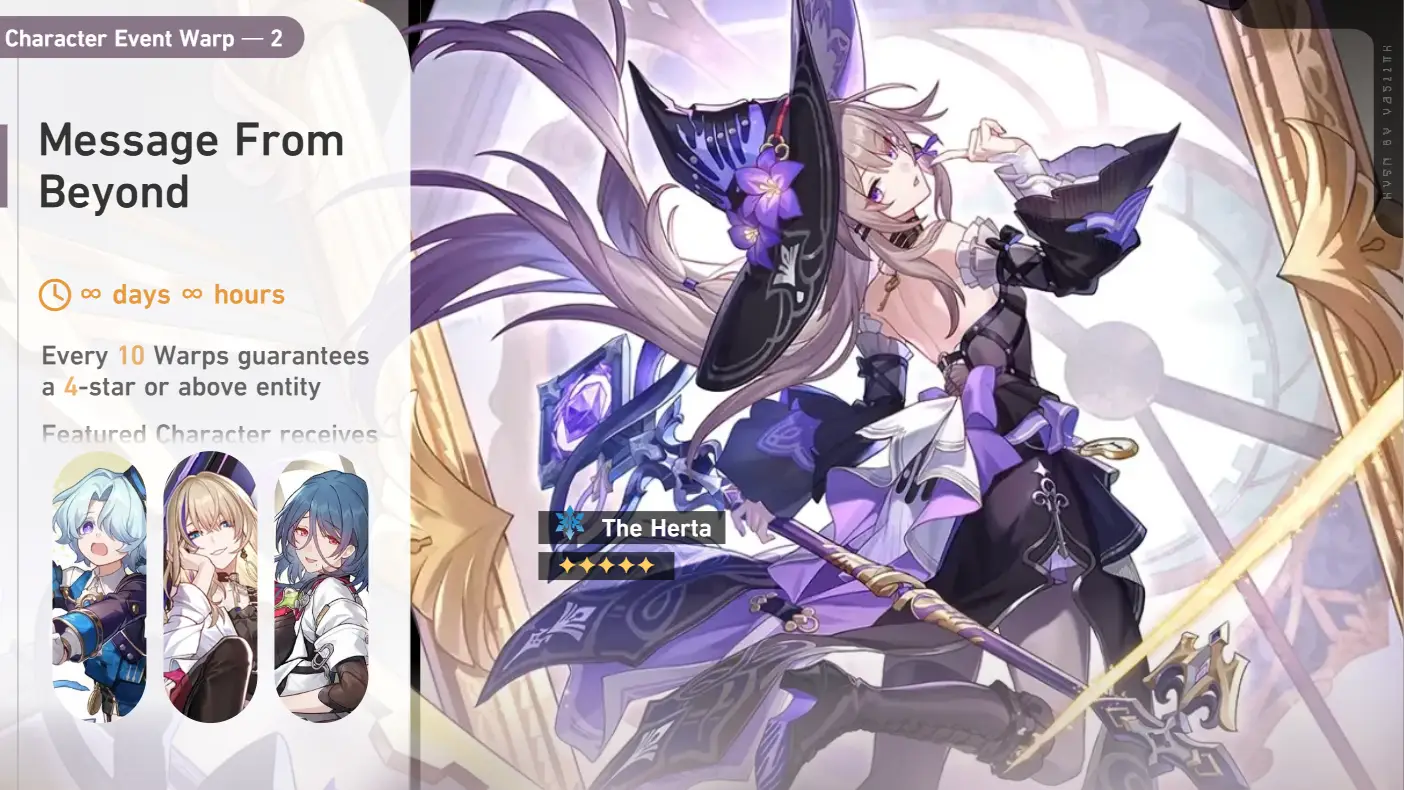 Character Event Warp — 2
Message From
Beyond
∞ days ∞ hours
Every 10 Warps guarantees
a 4-star or above entity
Featured Character receives
The Herta